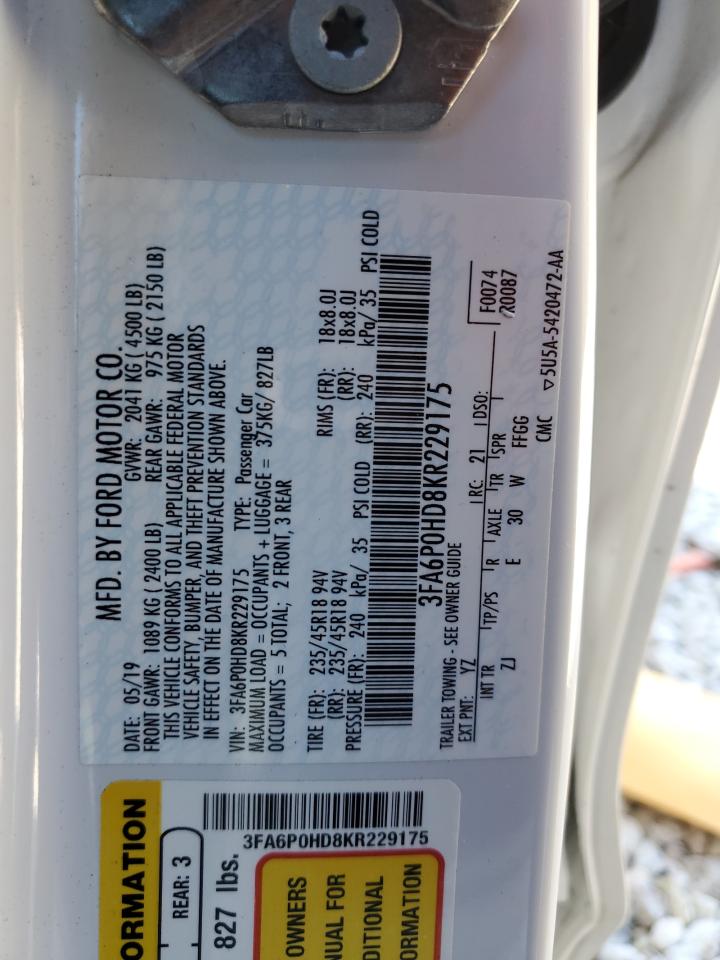 MFD. BY FORD MOTOR CO.
DATE: 05/19 GVWR: 2041 KG ( 4500 LB)
FRONT GAWR: 1089 KG ( 2400 LB) REAR GAWR: 975 KG ( 2150 LB)
THIS VEHICLE CONFORMS TO ALL APPLICABLE FEDERAL MOTOR
VEHICLE SAFETY, BUMPER, AND THEFT PREVENTION STANDARDS
IN EFFECT ON THE DATE OF MANUFACTURE SHOWN ABOVE.
VIN: 3FA6P0HD8KR229175 TYPE: Passenger Car
MAXIMUM LOAD = OCCUPANTS + LUGGAGE = 375KG/ 827LB
OCCUPANTS = 5 TOTAL; 2 FRONT, 3 REAR
TIRE (FR): 235/45R18 94V RIMS (FR): 18x8.0J
(RR): 235/45R18 94V (RR): 18x8.0J
PRESSURE (FR): 240 kPa/ 35 PSI COLD (RR): 240 kPa/ 35 PSI COLD
3FA6P0HD8KR229175
TRAILER TOWING - SEE OWNER GUIDE
EXT PNT: YZ RC: 21 DSO: F0074
R0087
INT TR TP/PS R AXLE TR SPR
ZJ E 30 W FFGG
CMC ▽5U5A-5420472-AA
ORMATION
REAR: 3
827 lbs.
3FA6P0HD8KR229175
OWNERS
NUAL FOR
DITIONAL
ORMATION